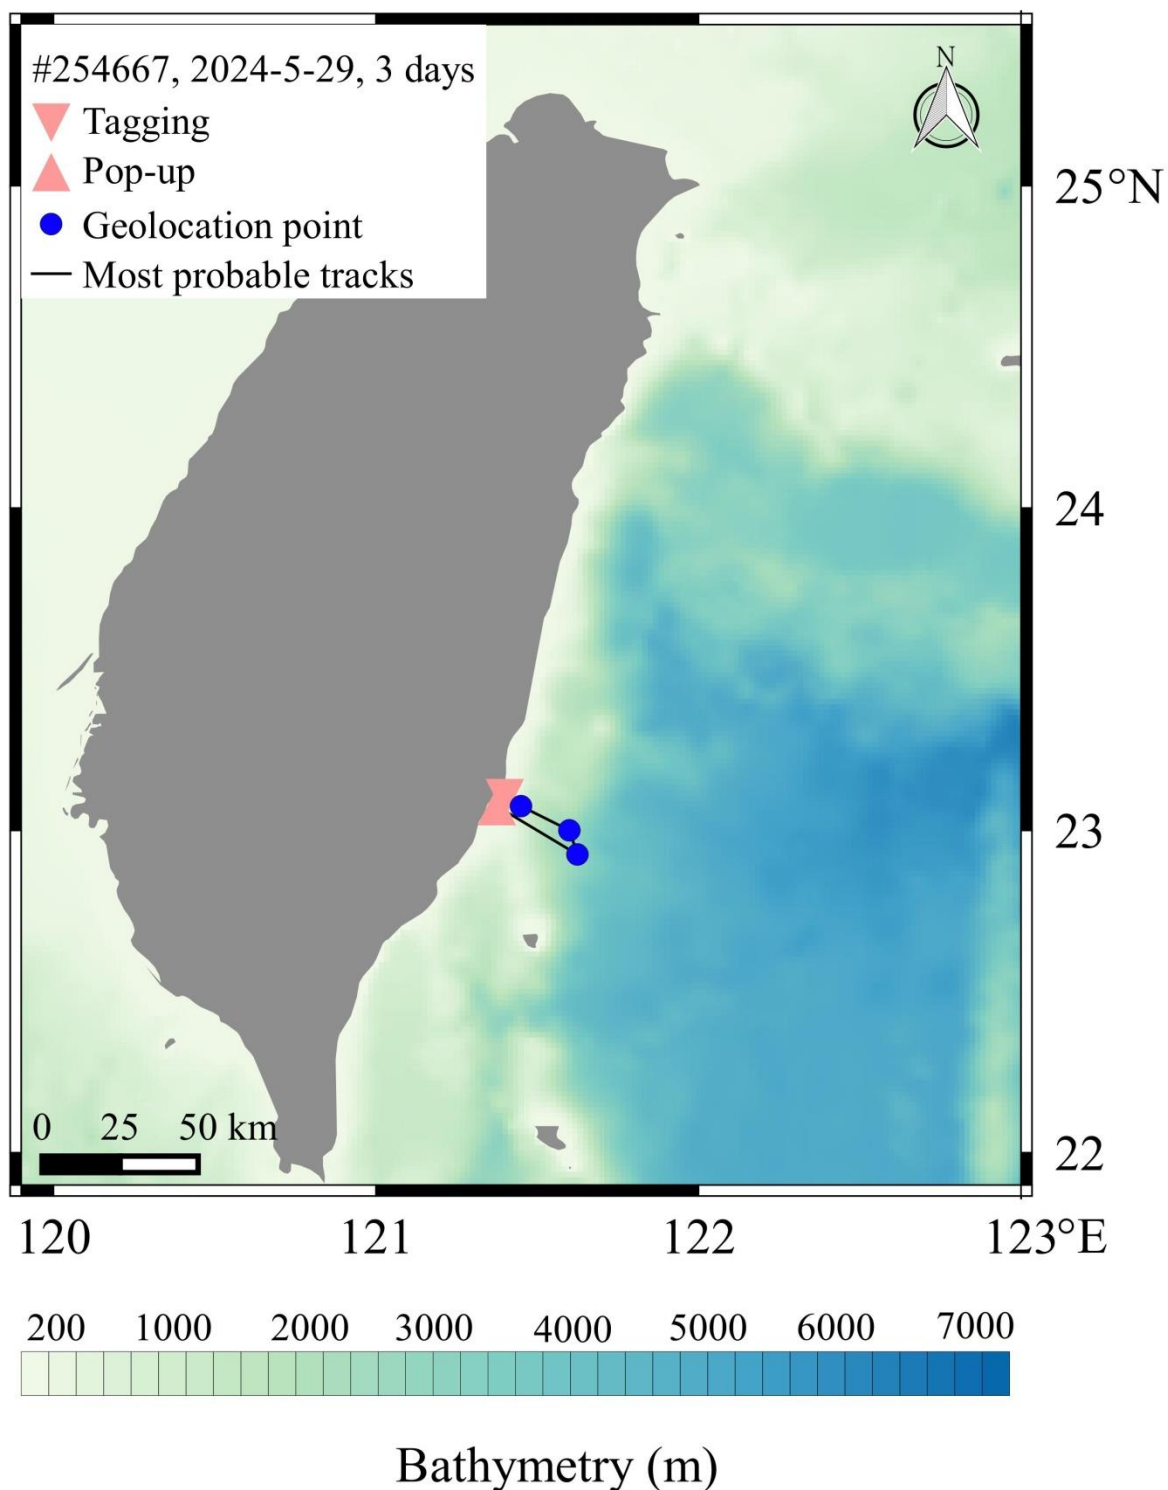 #254667, 2024-5-29, 3 days
Tagging
Pop-up
Geolocation point
Most probable tracks
N
25°N
24
23
22
0 25 50 km
120 121 122 123°E
200 1000 2000 3000 4000 5000 6000 7000
Bathymetry (m)